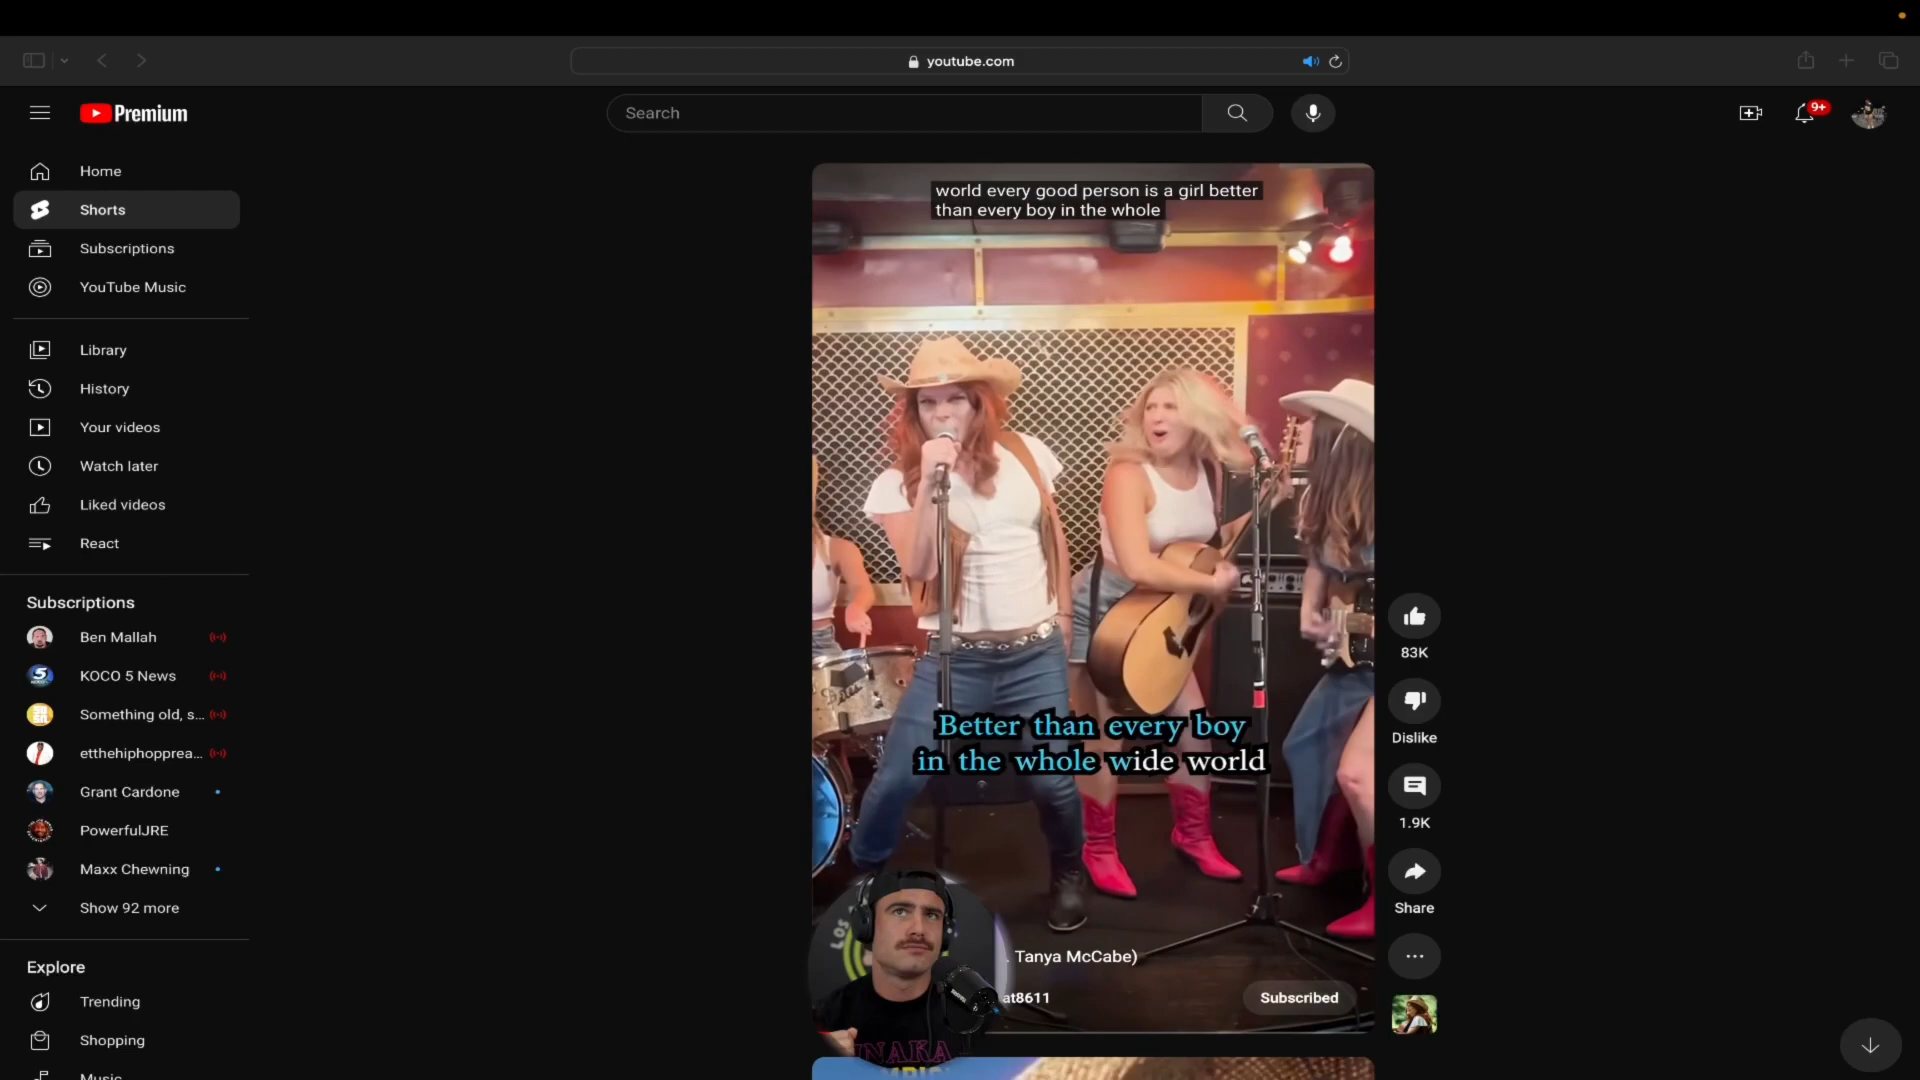 youtube.com
Premium
Search
9+
Home
Shorts
Subscriptions
YouTube Music
Library
History
Your videos
Watch later
Liked videos
React
Subscriptions
Ben Mallah
KOCO 5 News
Something old, s...
etthehiphopprea...
Grant Cardone
PowerfulJRE
Maxx Chewning
Show 92 more
Explore
Trending
Shopping
Music
world every good person is a girl better
than every boy in the whole
Better than every boy
in the whole wide world
. Tanya McCabe)
at8611
Subscribed
83K
Dislike
1.9K
Share
LOS